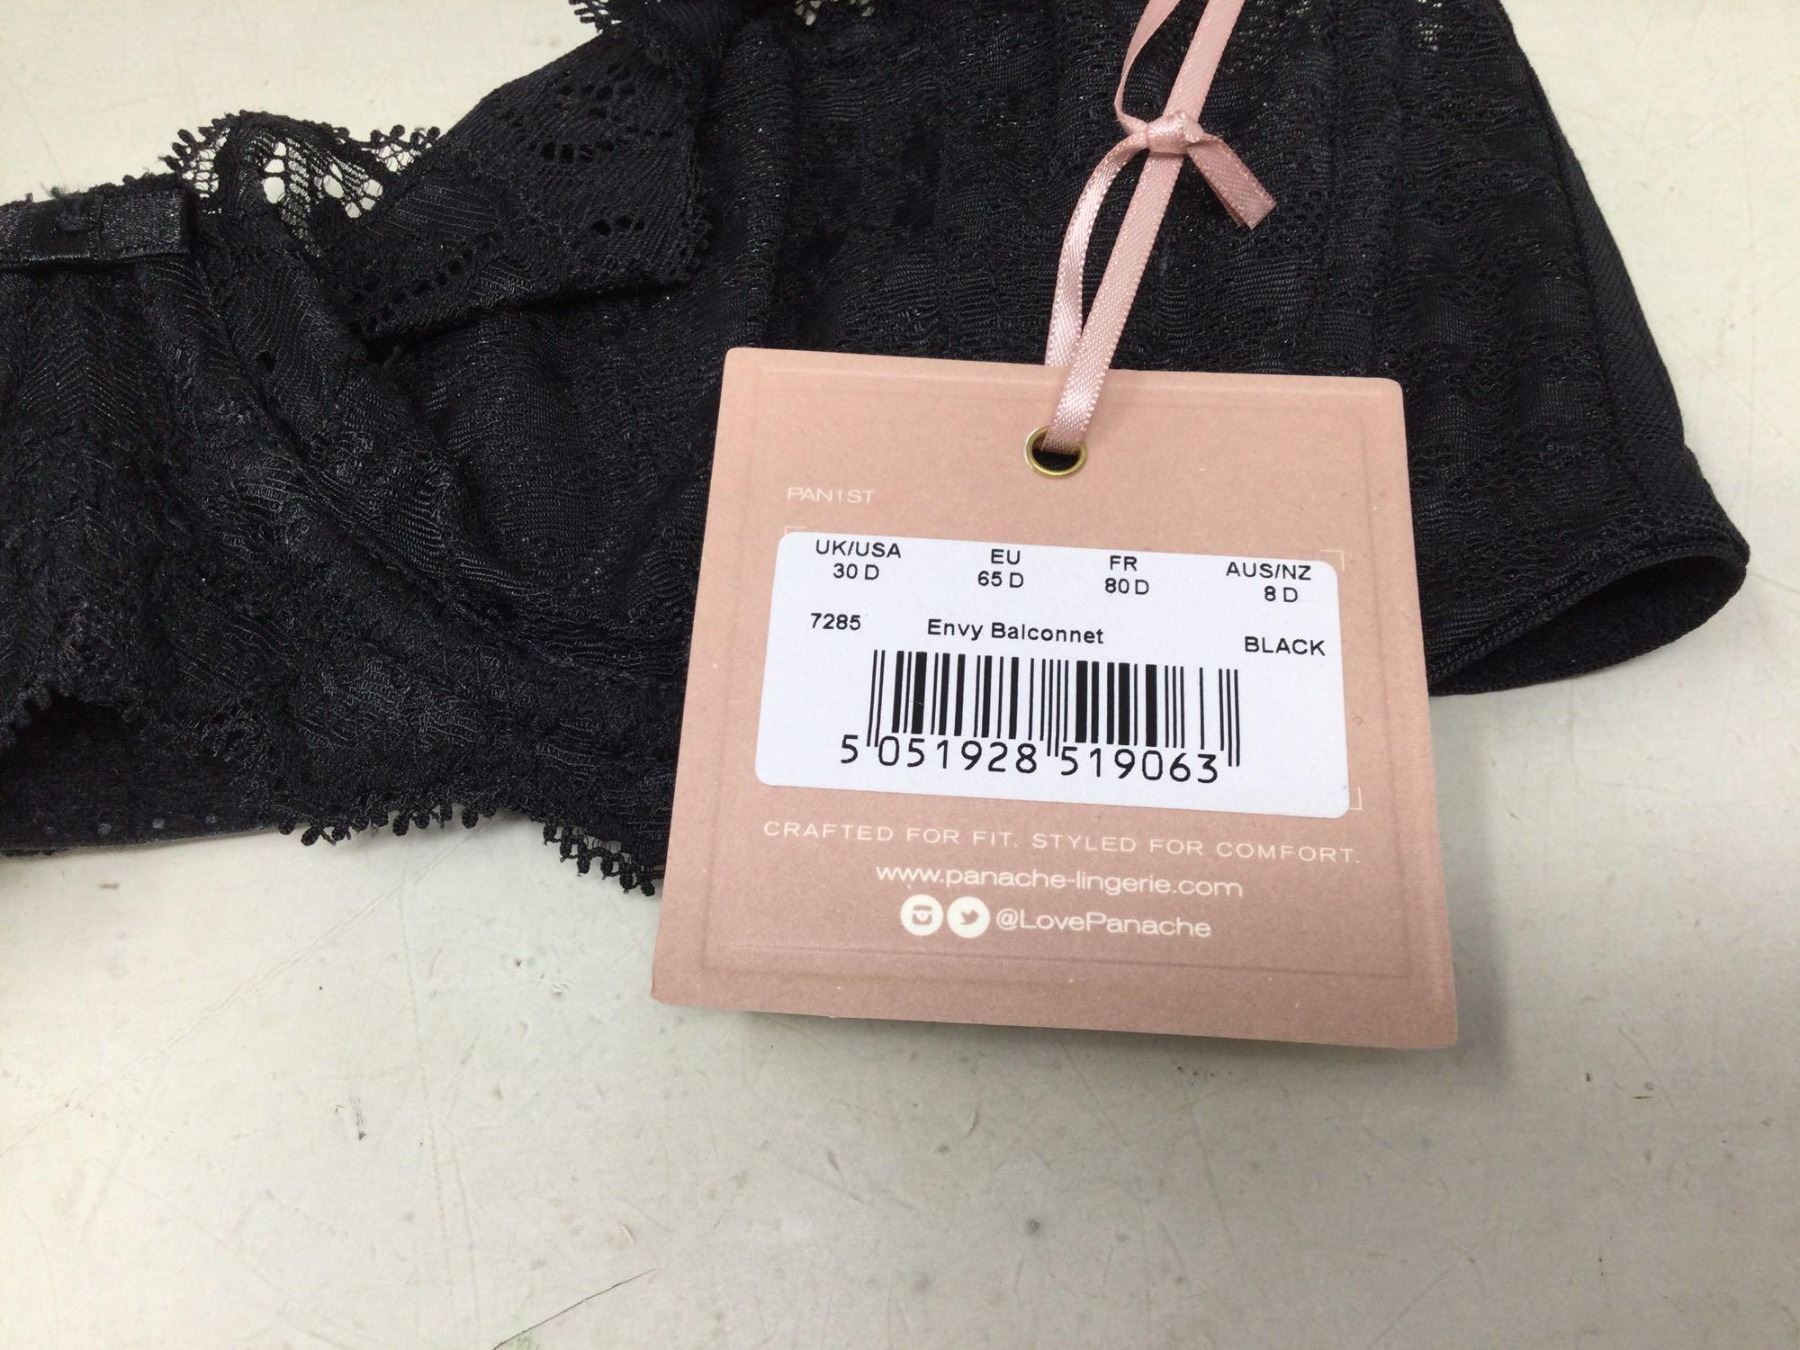 PAN1ST
UK/USA EU FR AUS/NZ
30 D 65 D 80 D 8 D
7285 Envy Balconnet BLACK
5 051928 519063
CRAFTED FOR FIT. STYLED FOR COMFORT.
www.panache-lingerie.com
@LovePanache